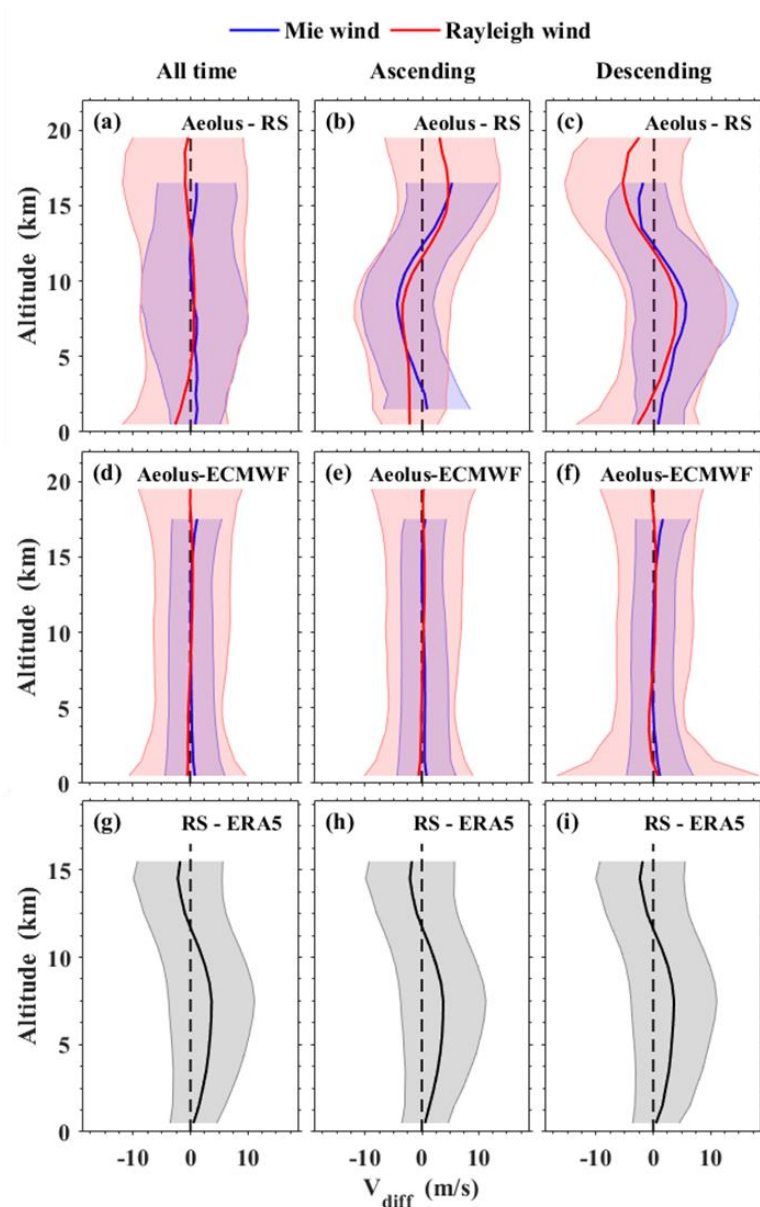 Mie wind Rayleigh wind
All time Ascending Descending
(a) Aeolus - RS (b) Aeolus - RS (c) Aeolus - RS
20
15
10
5
0
Altitude (km)
(d) Aeolus-ECMWF (e) Aeolus-ECMWF (f) Aeolus-ECMWF
20
15
10
5
0
Altitude (km)
(g) RS - ERA5 (h) RS - ERA5 (i) RS - ERA5
15
10
5
0
Altitude (km)
-10 0 10 -10 0 10 -10 0 10
V_diff (m/s)